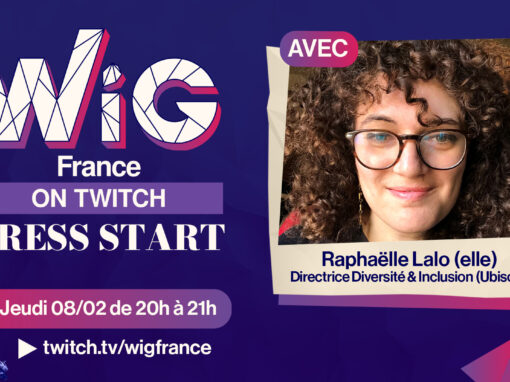 WiG
France
ON TWITCH
RESS START
Jeudi 08/02 de 20h à 21h
twitch.tv/wigfrance
AVEC
Raphaëlle Lalo (elle)
Directrice Diversité & Inclusion (Ubiso